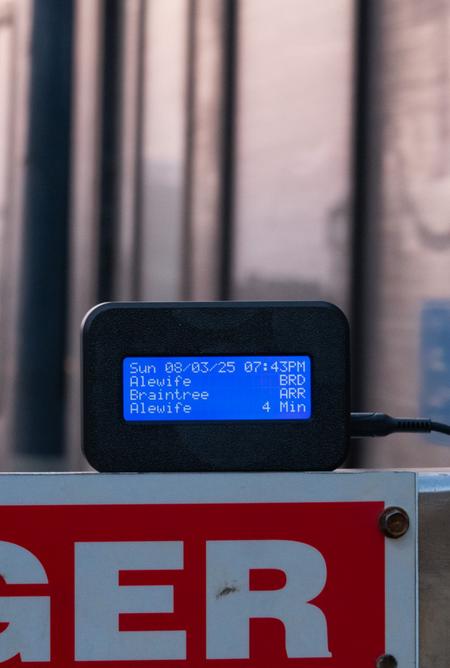 Sun 08/03/25 07:43PM
Alewife BRD
Braintree ARR
Alewife 4 Min
GER